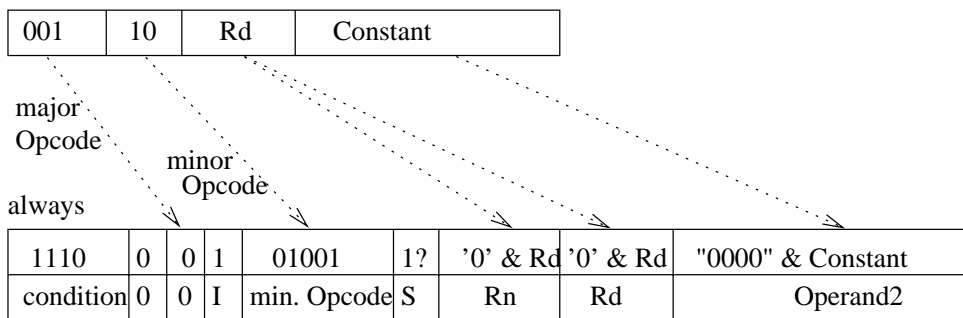 001 10 Rd Constant
major
Opcode
minor
Opcode
always
1110 0 0 1 01001 1? '0' & Rd '0' & Rd "0000" & Constant
condition 0 0 I min. Opcode S Rn Rd Operand2